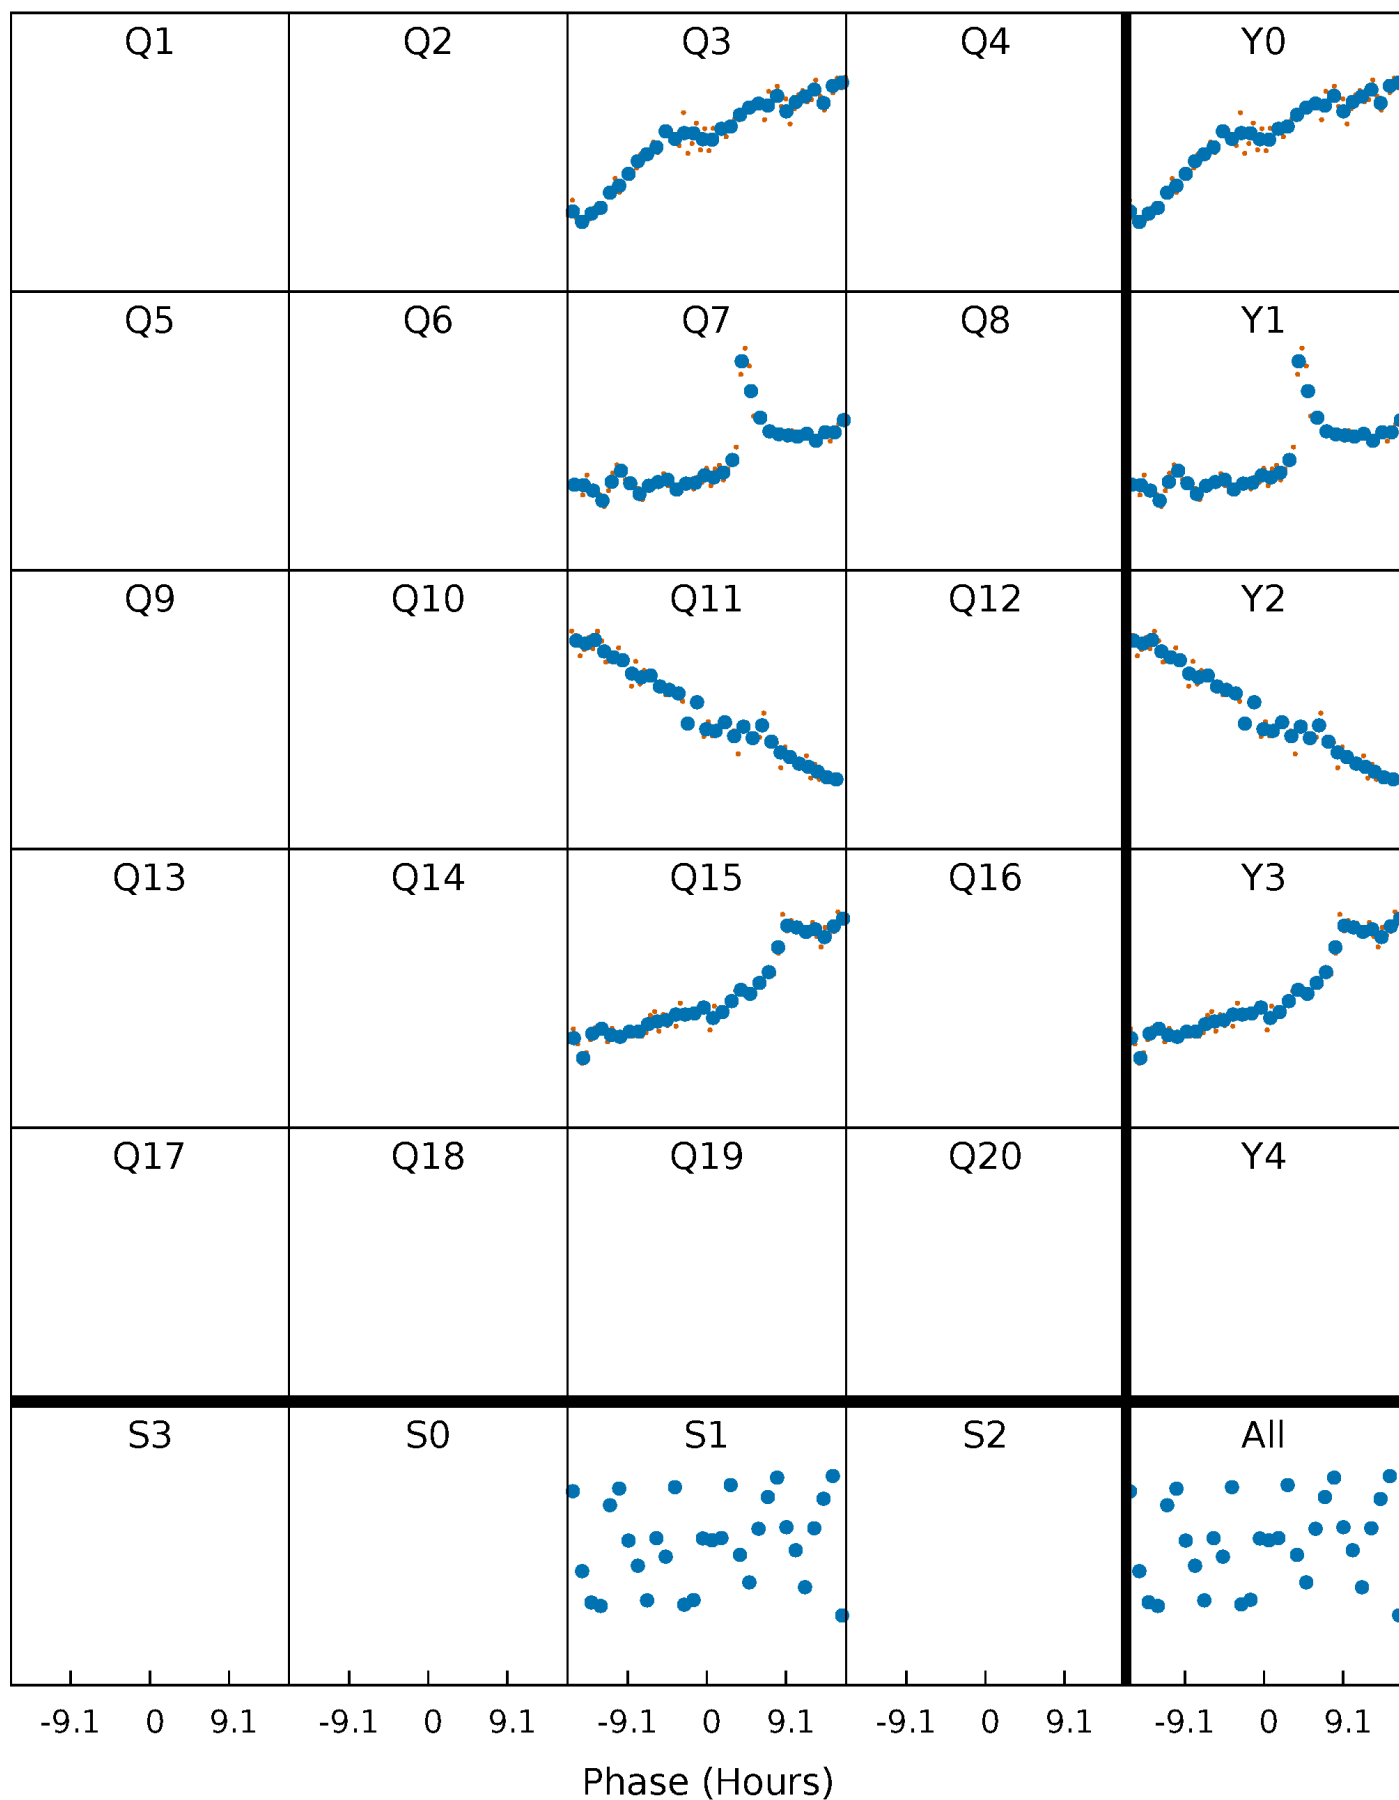 Q1 Q2 Q3 Q4 Y0
Q5 Q6 Q7 Q8 Y1
Q9 Q10 Q11 Q12 Y2
Q13 Q14 Q15 Q16 Y3
Q17 Q18 Q19 Q20 Y4
S3 S0 S1 S2 All
-9.1 0 9.1 -9.1 0 9.1 -9.1 0 9.1 -9.1 0 9.1 -9.1 0 9.1
Phase (Hours)